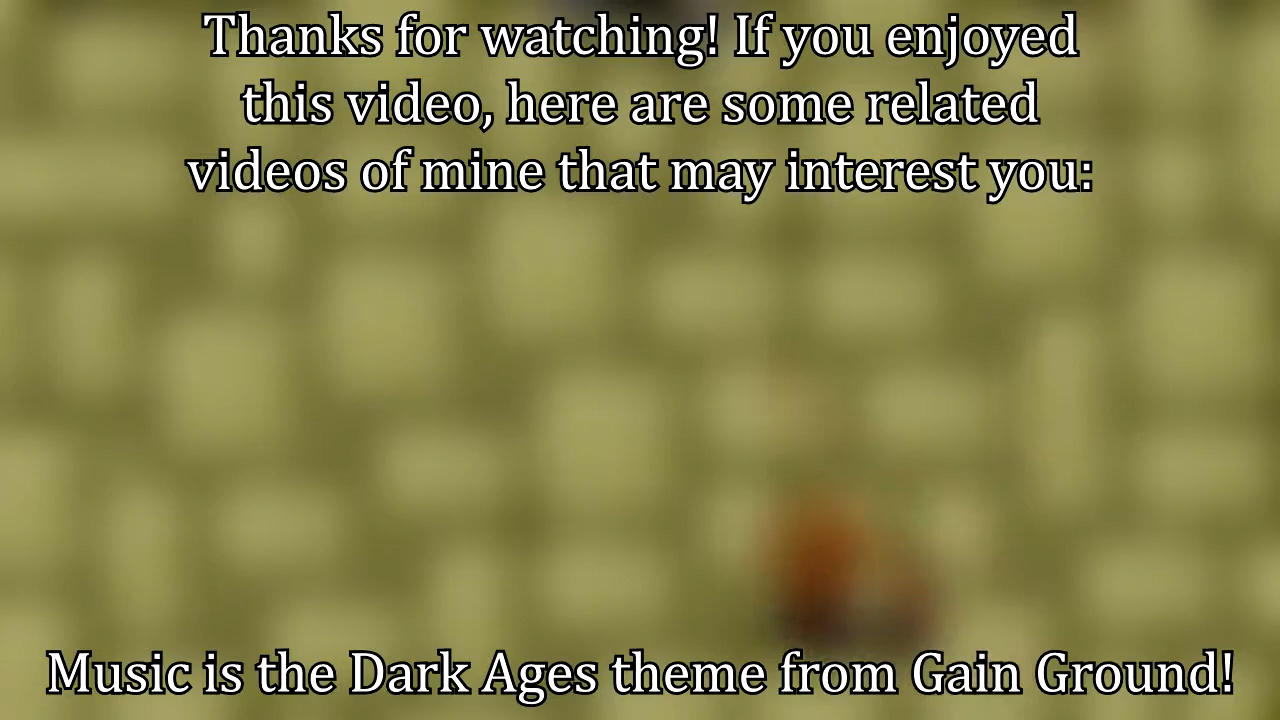 Thanks for watching! If you enjoyed
this video, here are some related
videos of mine that may interest you:
Music is the Dark Ages theme from Gain Ground!